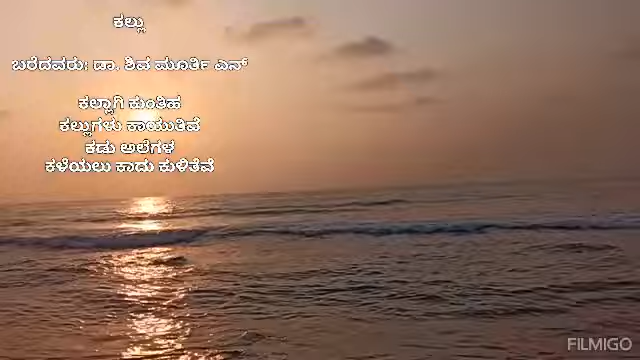 ಕಲ್ಲು
ಬರೆದವರು: ಡಾ. ಶಿವ ಮೂರ್ತಿ ಎನ್
ಕಲ್ಲಾಗಿ ಕುಂತಿಹ
ಕಲ್ಲುಗಳು ಕಾಯುತಿವೆ
ಕಡು ಅಲೆಗಳ
ಕಳೆಯಲು ಕಾದು ಕುಳಿತಿವೆ
FILMIGO